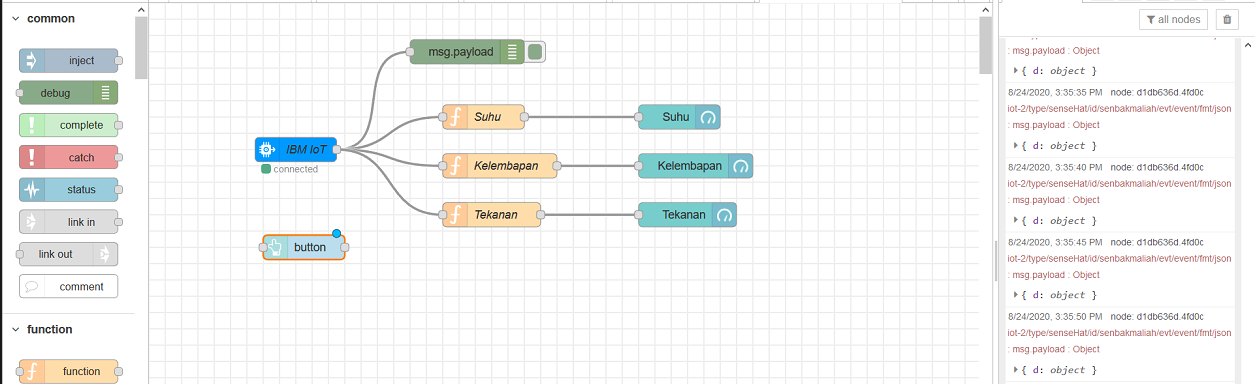 common
inject
debug
complete
catch
status
link in
link out
comment
function
function
msg.payload
Suhu
Suhu
IBM IoT
connected
Kelembapan
Kelembapan
Tekanan
Tekanan
button
all nodes
: msg.payload : Object
{ d: object }
8/24/2020, 3:35:35 PM node: d1db636d.4fd0c
iot-2/type/senseHat/id/senbakmaliah/evt/event/fmt/json
: msg.payload : Object
{ d: object }
8/24/2020, 3:35:40 PM node: d1db636d.4fd0c
iot-2/type/senseHat/id/senbakmaliah/evt/event/fmt/json
: msg.payload : Object
{ d: object }
8/24/2020, 3:35:45 PM node: d1db636d.4fd0c
iot-2/type/senseHat/id/senbakmaliah/evt/event/fmt/json
: msg.payload : Object
{ d: object }
8/24/2020, 3:35:50 PM node: d1db636d.4fd0c
iot-2/type/senseHat/id/senbakmaliah/evt/event/fmt/json
: msg.payload : Object
{ d: object }